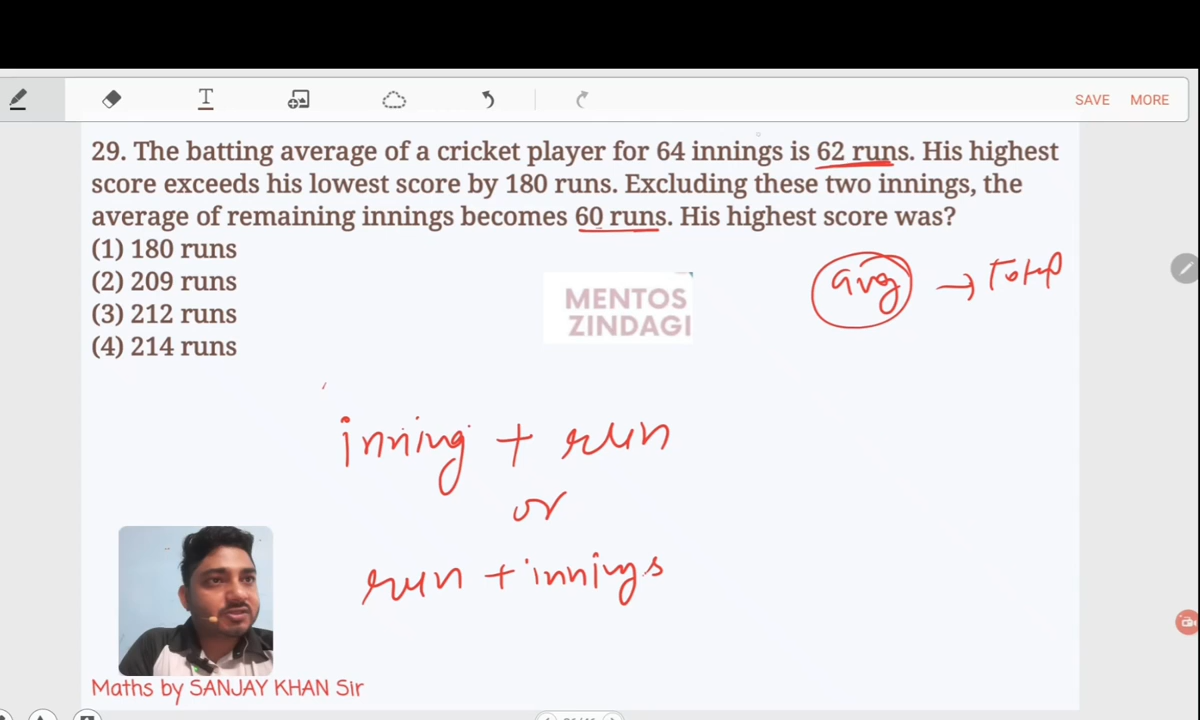 T
SAVE MORE
29. The batting average of a cricket player for 64 innings is 62 runs. His highest
score exceeds his lowest score by 180 runs. Excluding these two innings, the
average of remaining innings becomes 60 runs. His highest score was?
(1) 180 runs
(2) 209 runs
(3) 212 runs
(4) 214 runs
avg → Total
MENTOS
ZINDAGI
inning + run
or
run + innings
Maths by SANJAY KHAN Sir